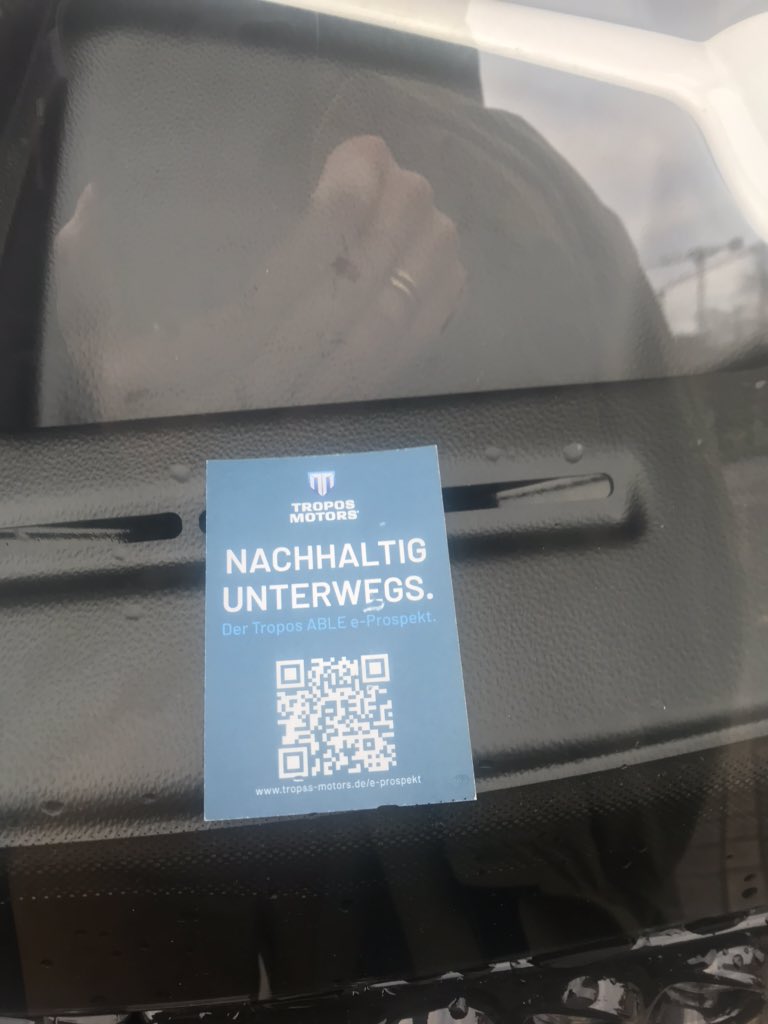 TROPOS
MOTORS
NACHHALTIG
UNTERWEGS.
Der Tropos ABLE e-Prospekt.
www.tropos-motors.de/e-prospekt